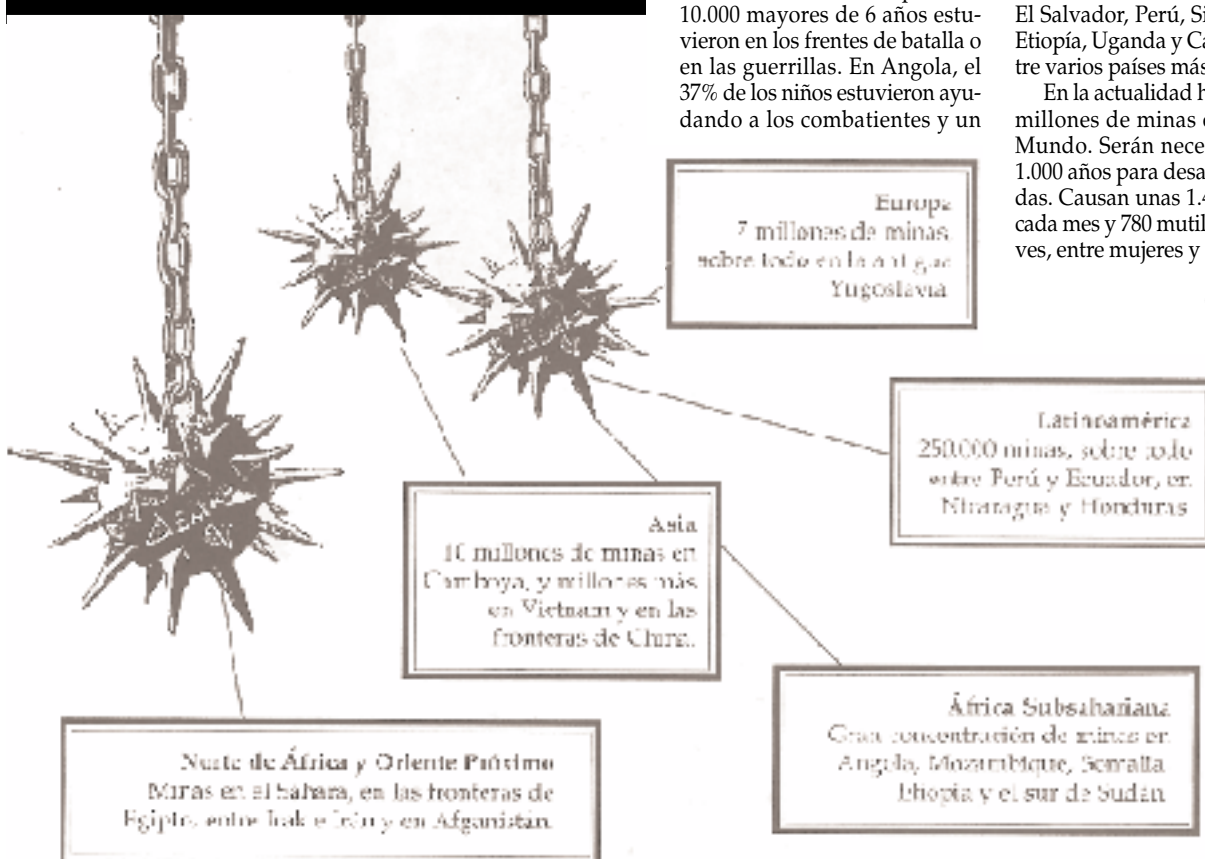 10.000 mayores de 6 años estu-
vieron en los frentes de batalla o
en las guerrillas. En Angola, el
37% de los niños estuvieron ayu-
dando a los combatientes y un
El Salvador, Perú,
Etiopía, Uganda y
tre varios países más
En la actualidad
millones de minas
Mundo. Serán
1.000 años para
das. Causan unas
cada mes y 780
ves, entre mujeres y
Europa
7 millones de minas,
sobre todo en la antigua
Yugoslavia.
Latinoamérica
250.000 minas, sobre todo
entre Perú y Ecuador, en
Nicaragua y Honduras
Asia
10 millones de minas en
Camboya, y millones más
en Vietnam y en las
fronteras de China.
África Subsahariana
Gran concentración de minas en
Angola, Mozambique, Somalia
Etiopía y el sur de Sudán
Norte de África y Oriente Próximo
Minas en el Sahara, en las fronteras de
Egipto, entre Irak e Irán y en Afganistán.